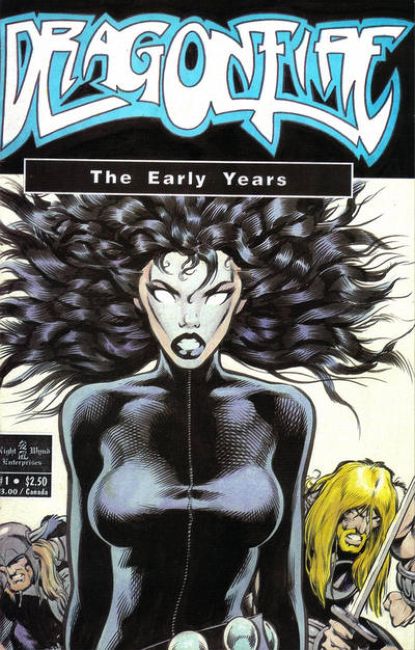 DRAGONFIRE
The Early Years
Night Wynd
Enterprises
#1 • $2.50
$3.00 / Canada